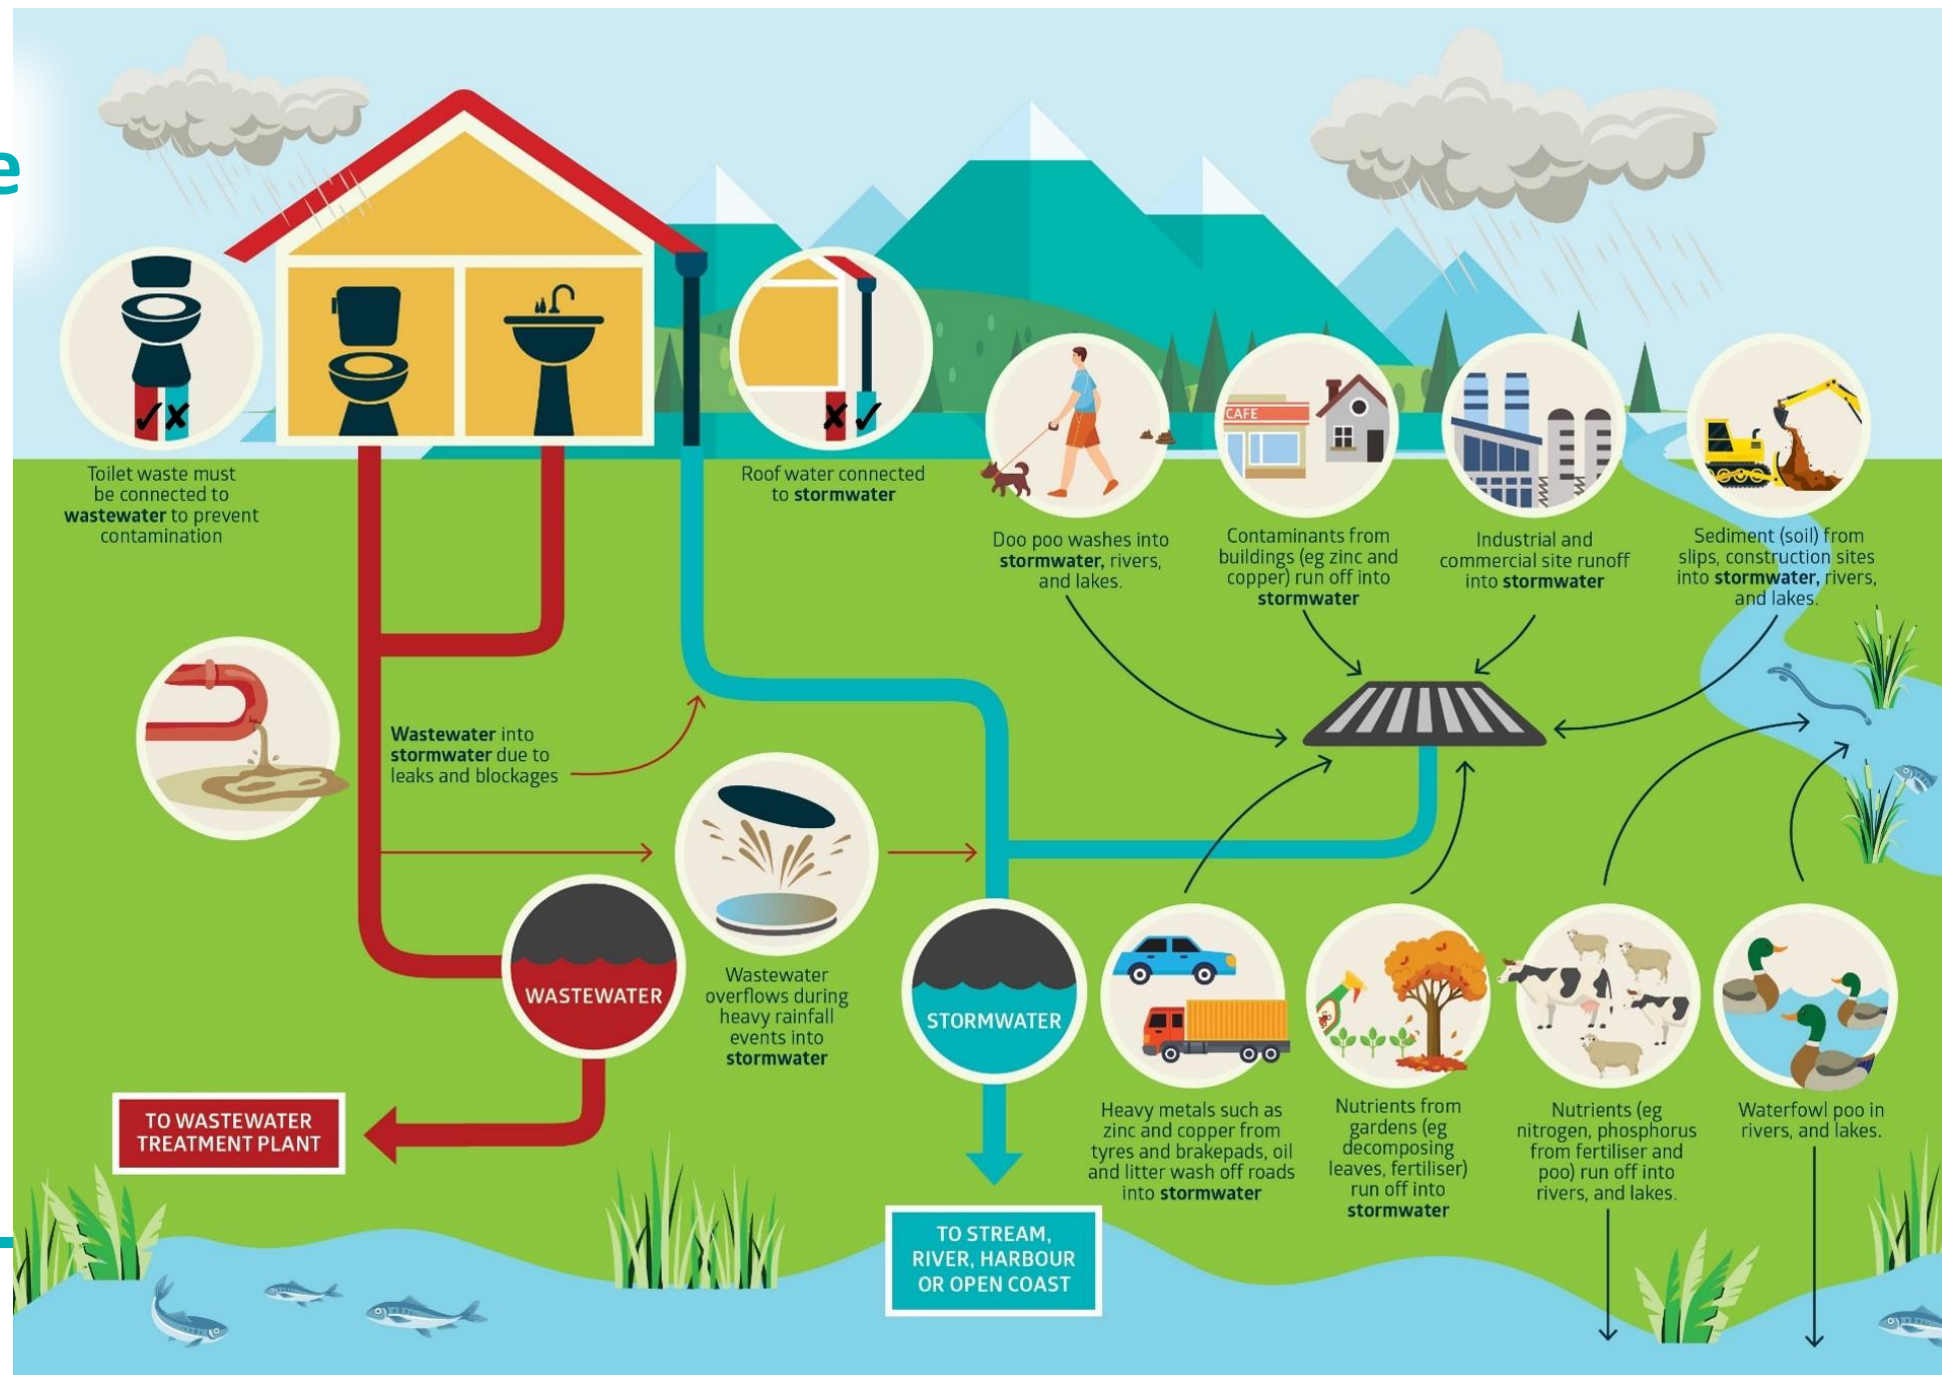 e
CAFE
Toilet waste must
be connected to
wastewater to prevent
contamination
Roof water connected
to stormwater
Doo poo washes into
stormwater, rivers,
and lakes.
Contaminants from
buildings (eg zinc and
copper) run off into
stormwater
Industrial and
commercial site runoff
into stormwater
Sediment (soil) from
slips, construction sites
into stormwater, rivers,
and lakes.
Wastewater into
stormwater due to
leaks and blockages
WASTEWATER
Wastewater
overflows during
heavy rainfall
events into
stormwater
STORMWATER
TO WASTEWATER
TREATMENT PLANT
TO STREAM,
RIVER, HARBOUR
OR OPEN COAST
Heavy metals such as
zinc and copper from
tyres and brakepads, oil
and litter wash off roads
into stormwater
Nutrients from
gardens (eg
decomposing
leaves, fertiliser)
run off into
stormwater
Nutrients (eg
nitrogen, phosphorus
from fertiliser and
poo) run off into
rivers, and lakes.
Waterfowl poo in
rivers, and lakes.